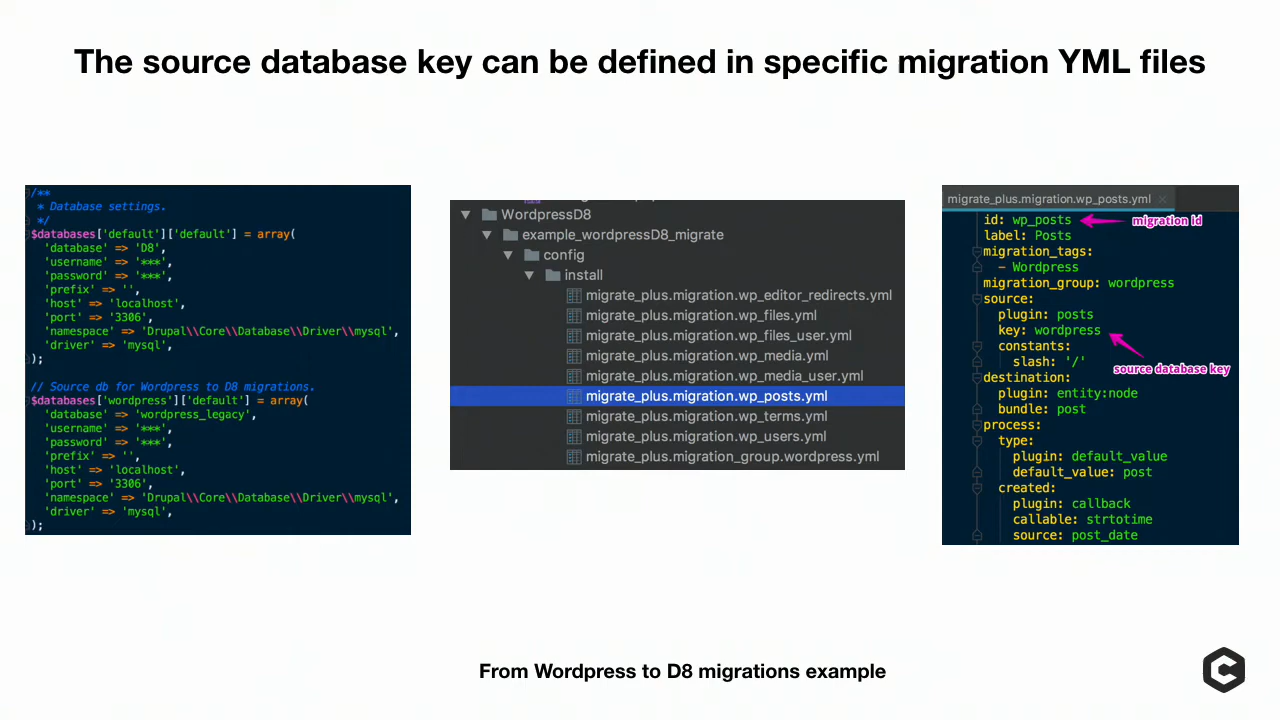 The source database key can be defined in specific migration YML files
/**
 * Database settings.
 */
$databases['default']['default'] = array(
  'database' => 'D8',
  'username' => '***',
  'password' => '***',
  'prefix' => '',
  'host' => 'localhost',
  'port' => '3306',
  'namespace' => 'Drupal\\Core\\Database\\Driver\\mysql',
  'driver' => 'mysql',
);
// Source db for Wordpress to D8 migrations.
$databases['wordpress']['default'] = array(
  'database' => 'wordpress_legacy',
  'username' => '***',
  'password' => '***',
  'prefix' => '',
  'host' => 'localhost',
  'port' => '3306',
  'namespace' => 'Drupal\\Core\\Database\\Driver\\mysql',
  'driver' => 'mysql',
);
WordpressD8
example_wordpressD8_migrate
config
install
migrate_plus.migration.wp_editor_redirects.yml
migrate_plus.migration.wp_files.yml
migrate_plus.migration.wp_files_user.yml
migrate_plus.migration.wp_media.yml
migrate_plus.migration.wp_media_user.yml
migrate_plus.migration.wp_posts.yml
migrate_plus.migration.wp_terms.yml
migrate_plus.migration.wp_users.yml
migrate_plus.migration_group.wordpress.yml
migrate_plus.migration.wp_posts.yml ×
id: wp_posts migration id
label: Posts
migration_tags:
  - Wordpress
migration_group: wordpress
source:
  plugin: posts
  key: wordpress
  constants:
    slash: '/'
source database key
destination:
  plugin: entity:node
  bundle: post
process:
  type:
    plugin: default_value
    default_value: post
  created:
    plugin: callback
    callable: strtotime
    source: post_date
From Wordpress to D8 migrations example